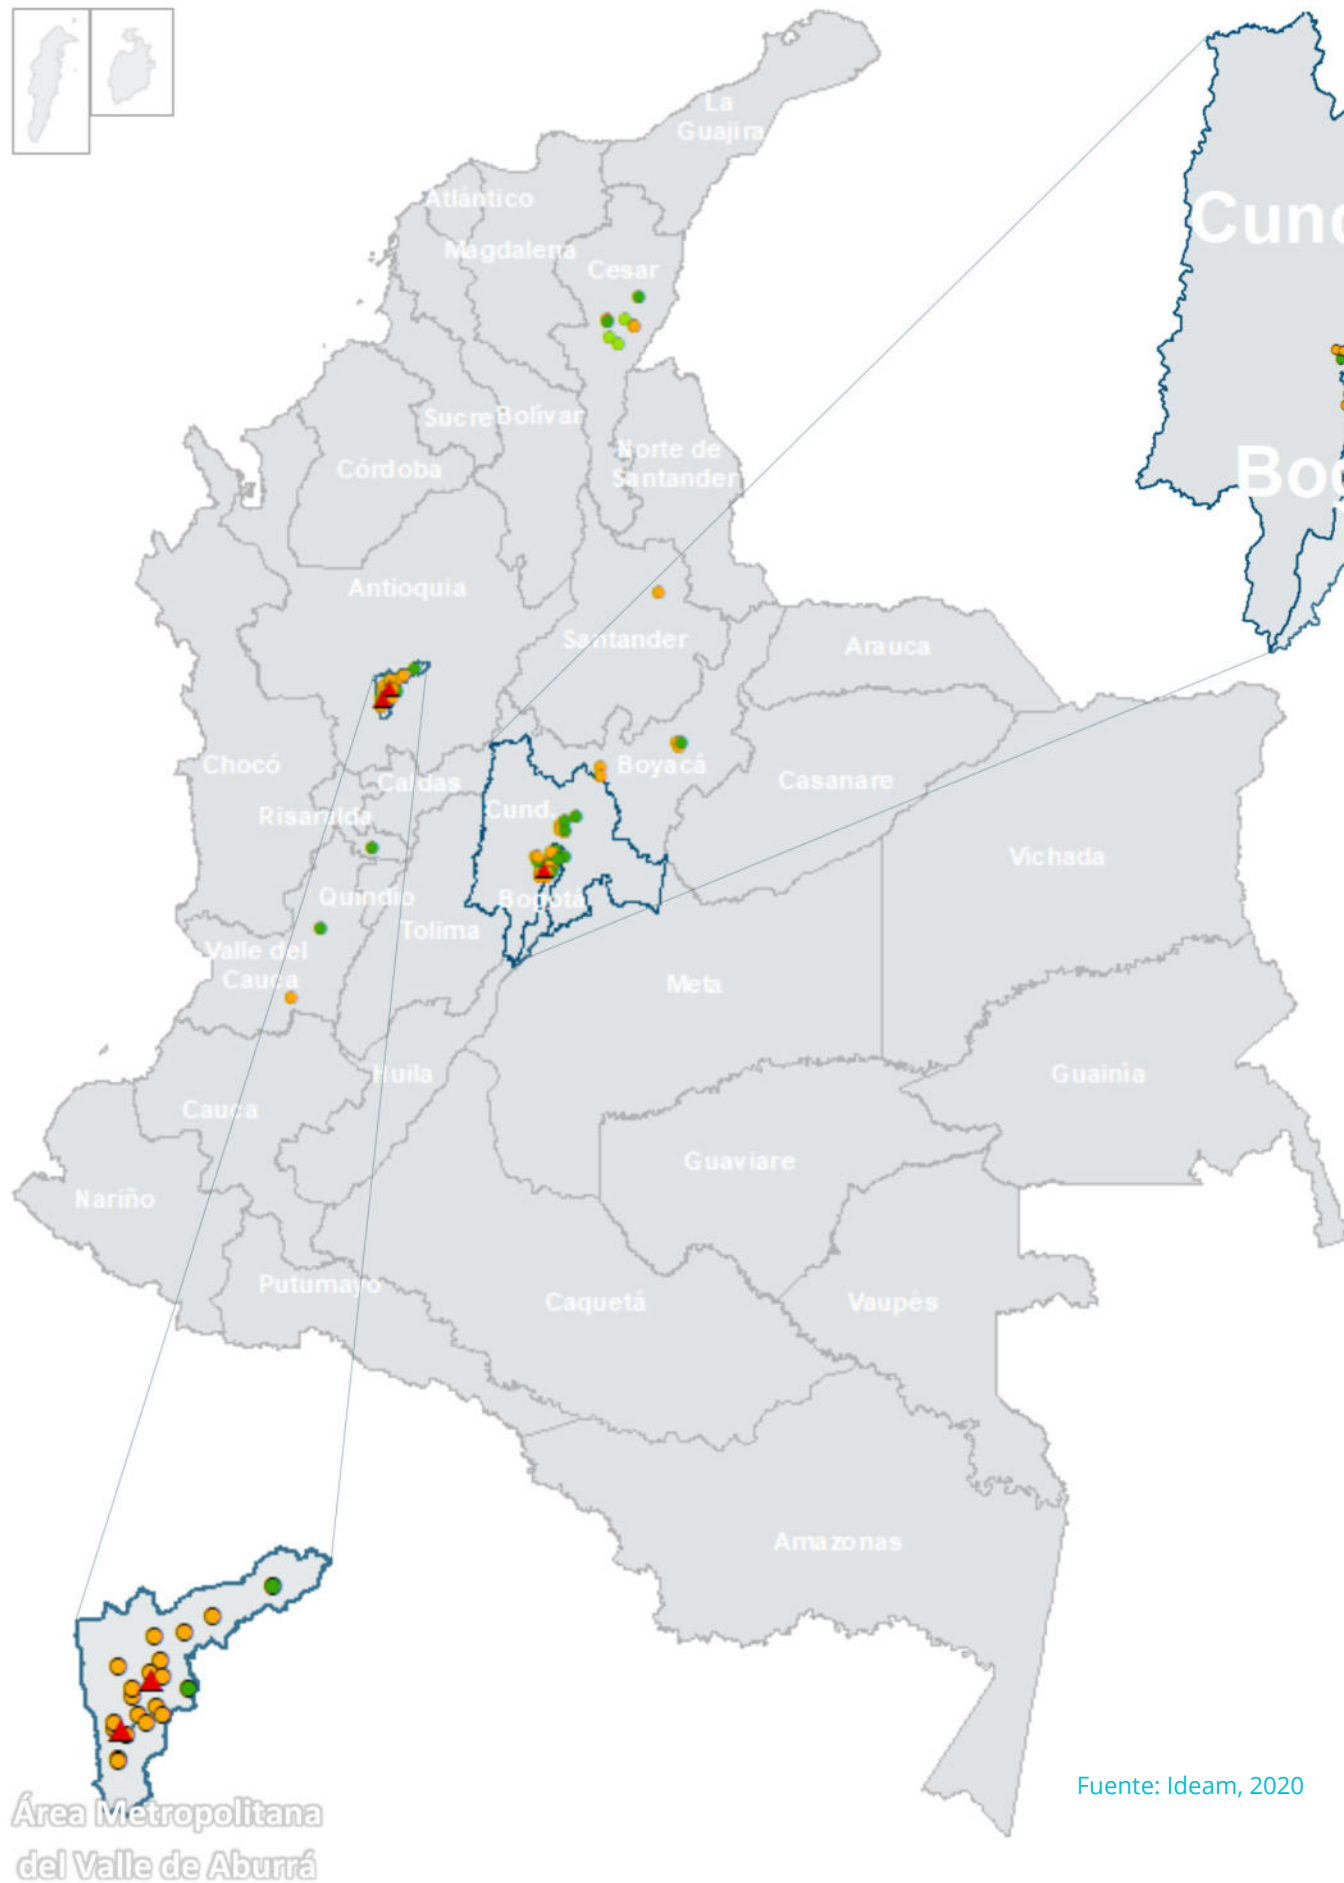 La
Guajira
Atlántico
Magdalena
Cesar
Cund
Sucre
Bolívar
Córdoba
Norte de
Santander
Bog
Antioquia
Santander
Arauca
Chocó
Caldas
Boyacá
Casanare
Risaralda
Cund.
Vichada
Quindío
Bogotá
Tolima
Valle del
Cauca
Meta
Huila
Guainía
Cauca
Guaviare
Nariño
Putumayo
Caquetá
Vaupés
Amazonas
Fuente: Ideam, 2020
Área Metropolitana
del Valle de Aburrá